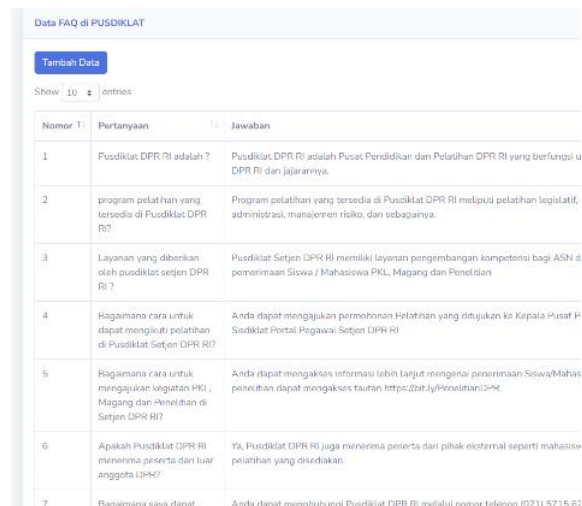 Data FAQ di PUSDIKLAT
Tambah Data
Show 10 entries
Nomor Pertanyaan Jawaban
1 Pusdiklat DPR RI adalah ? Pusdiklat DPR RI adalah Pusat Pendidikan dan Pelatihan DPR RI yang berfungsi u
DPR RI dan jajarannya.
2 program pelatihan yang Program pelatihan yang tersedia di Pusdiklat DPR RI meliputi pelatihan legislatif,
tersedia di Pusdiklat DPR administrasi, manajemen risiko, dan sebagainya.
RI?
3 Layanan yang diberikan Pusdiklat Setjen DPR RI memiliki layanan pengembangan kompetensi bagi ASN d
oleh pusdiklat setjen DPR pemerimaan Siswa / Mahasiswa PKL, Magang dan Penelitian
RI ?
4 Bagaimana cara untuk Anda dapat mengajukan permohonan Pelatihan yang ditujukan ke Kepala Pusat P
dapat mengikuti pelatihan Sisdiklat Portal Pegawai Setjen DPR RI
di Pusdiklat Setjen DPR RI?
5 Bagaimana cara untuk Anda dapat mengakses informasi lebih lanjut mengenai penerimaan Siswa/Mahas
mengajukan kegiatan PKL, penelitian dapat mengakses tautan https://bit.ly/PenelitianDPR
Magang dan Penelitian di
Setjen DPR RI?
6 Apakah Pusdiklat DPR RI Ya, Pusdiklat DPR RI juga menerima peserta dari pihak eksternal seperti mahasisw
menerima peserta dari luar pelatihan yang disediakan.
anggota DPR?
7 Bagaimana saya dapat Anda dapat menghubungi Pusdiklat DPR RI melalui nomor telepon (021) 5715